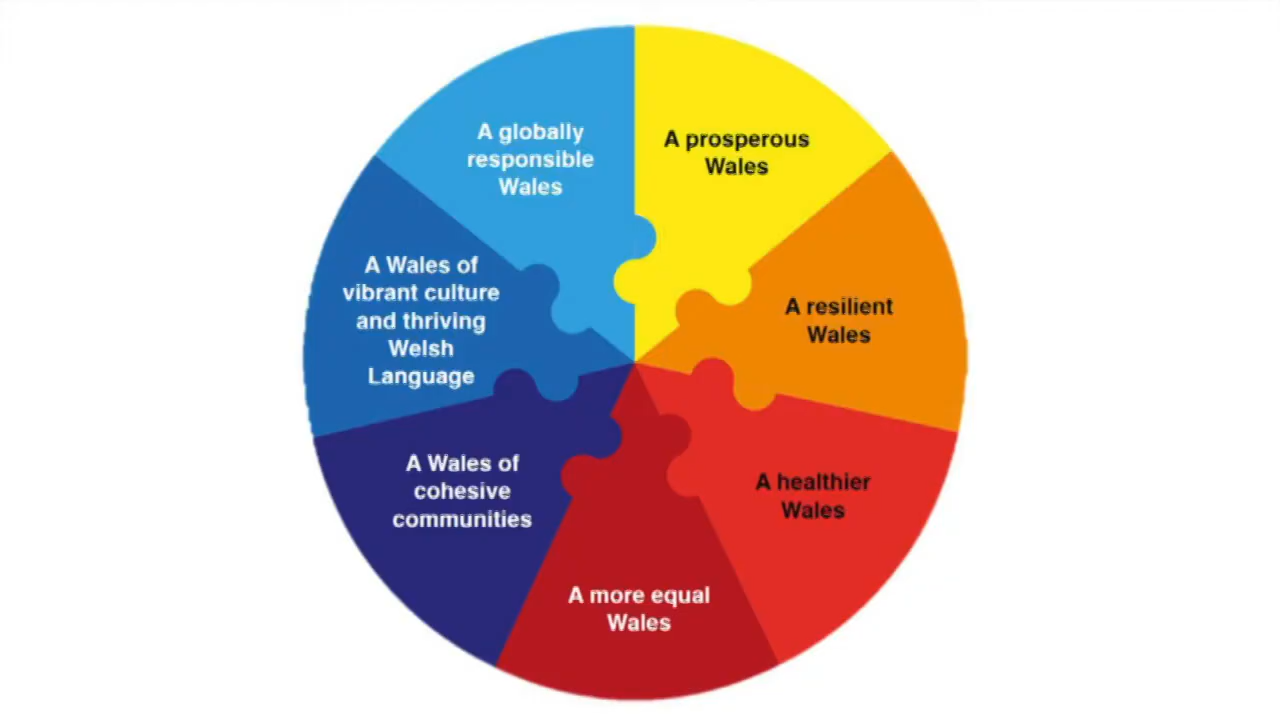 A prosperous
Wales
A resilient
Wales
A healthier
Wales
A more equal
Wales
A Wales of
cohesive
communities
A Wales of
vibrant culture
and thriving
Welsh
Language
A globally
responsible
Wales